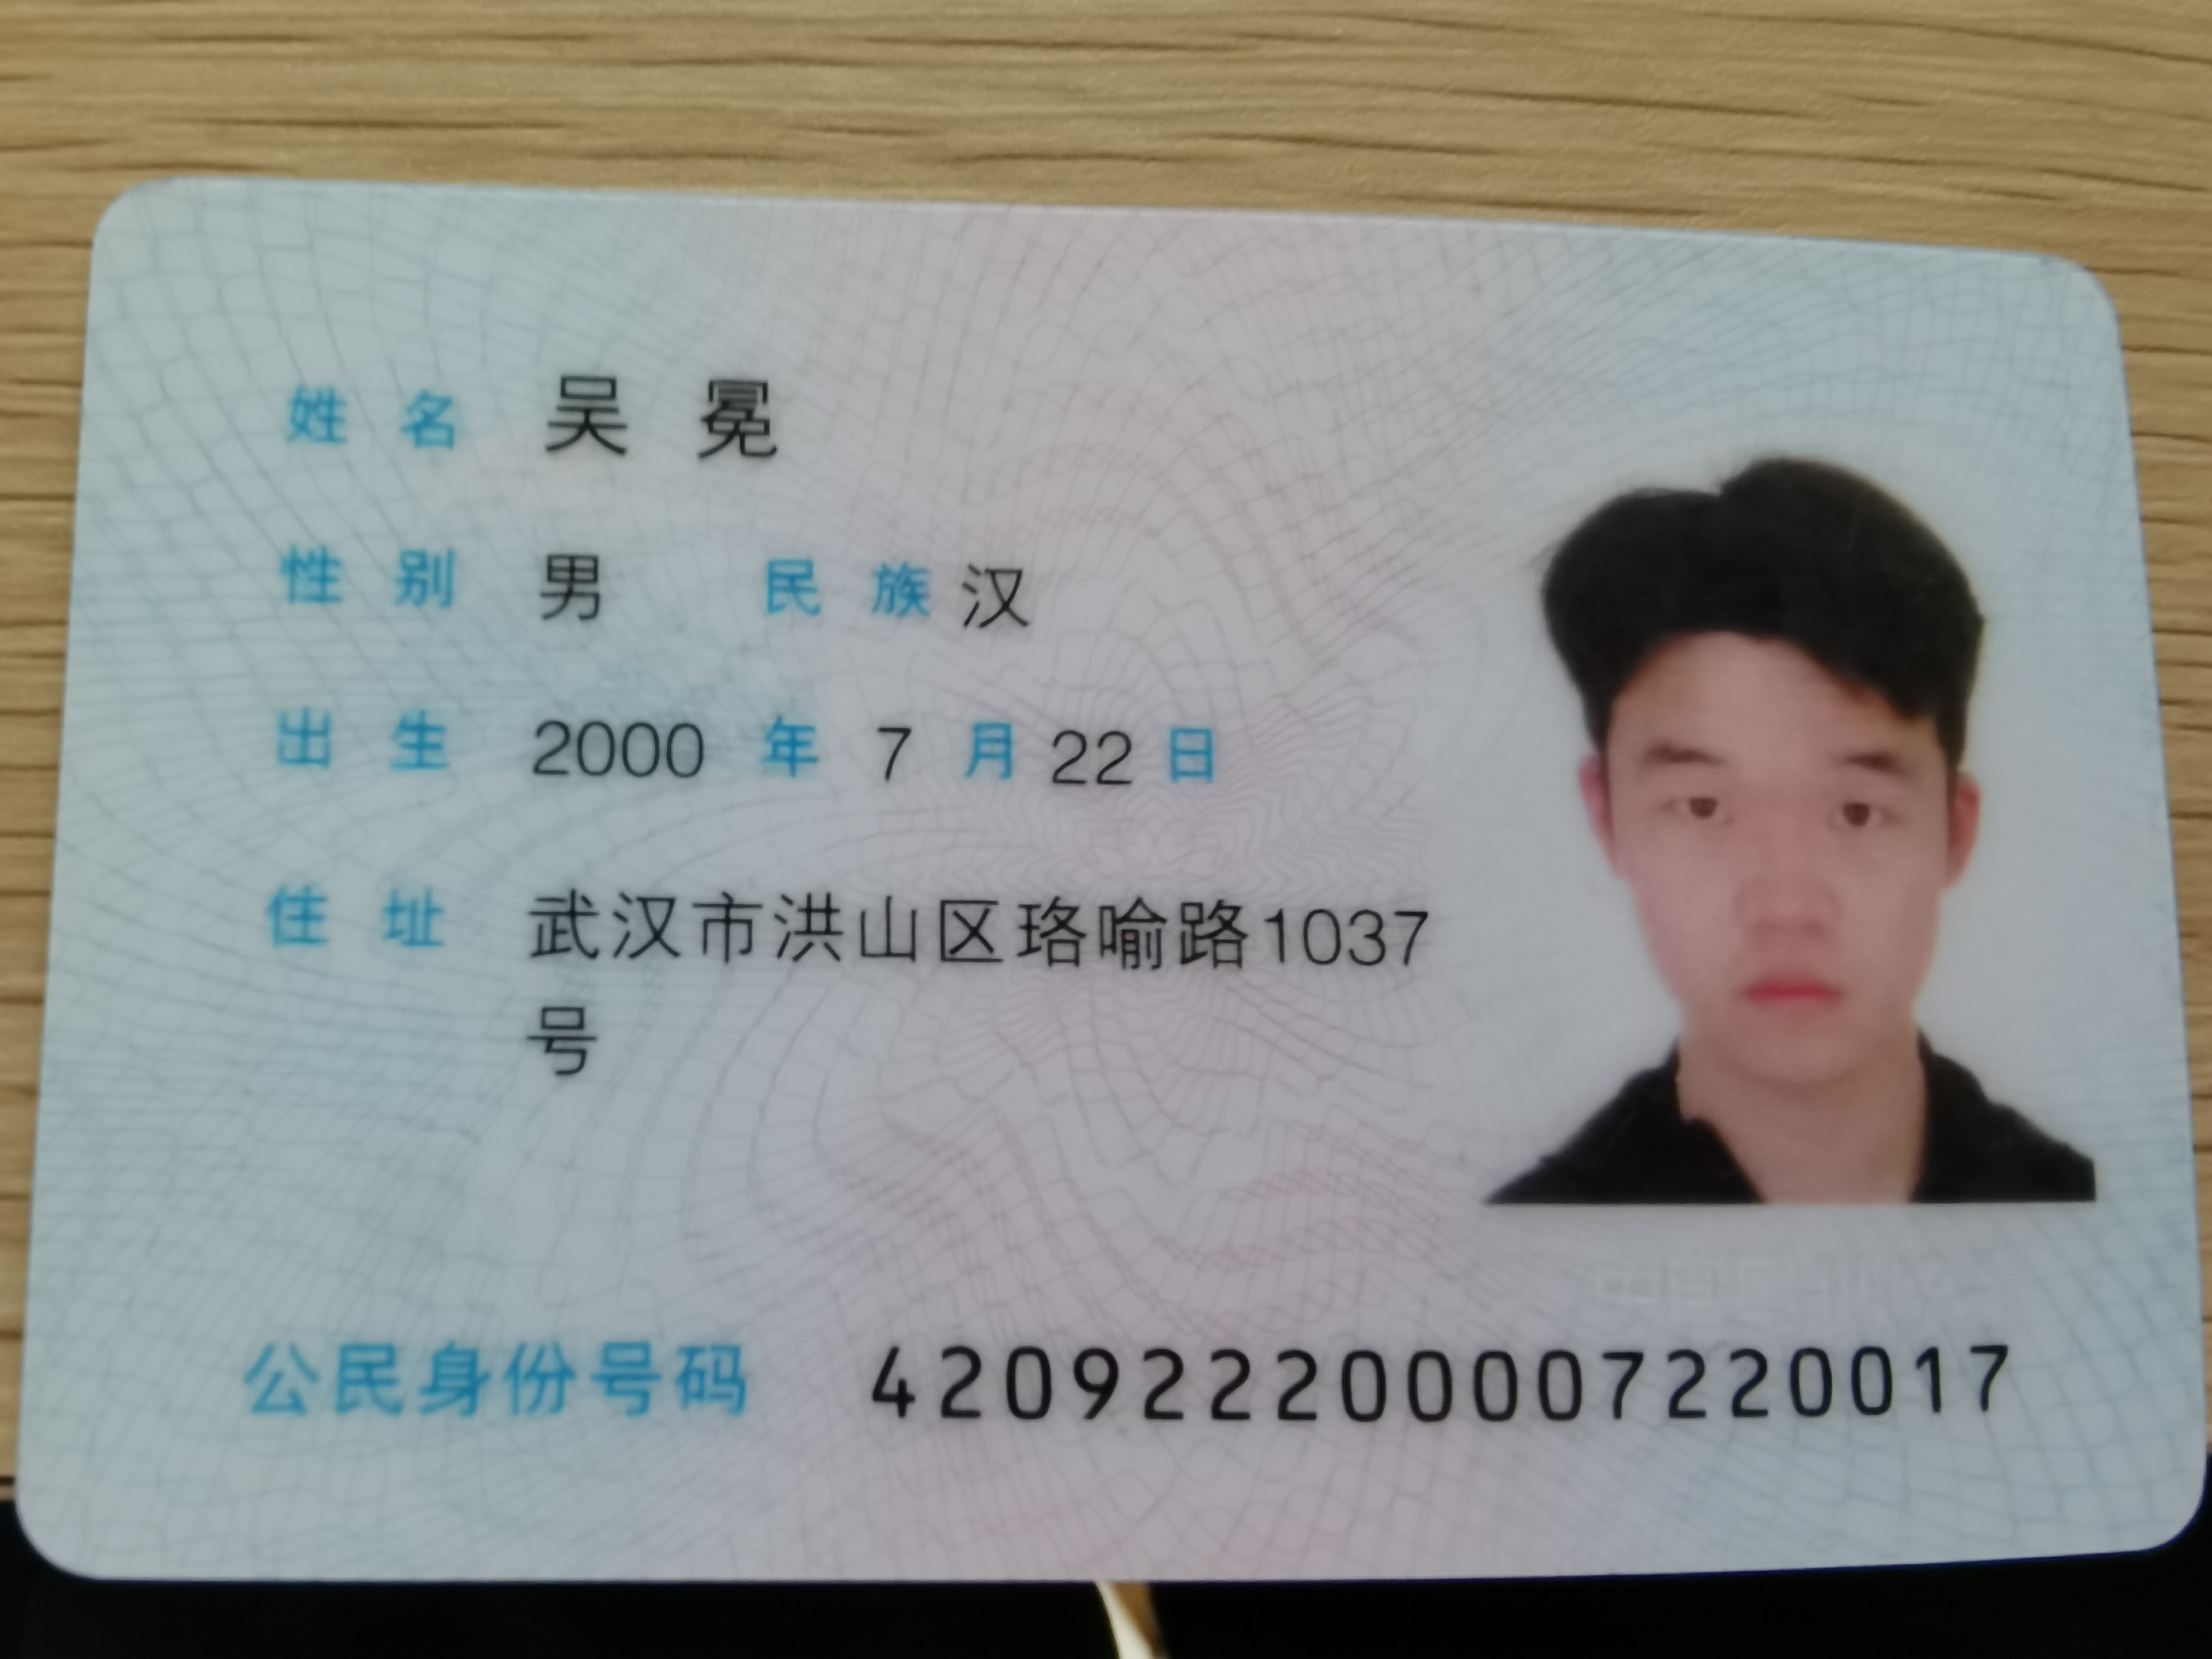 姓名 吴冕
性别 男 民族 汉
出生 2000 年 7 月 22 日
住址 武汉市洪山区珞喻路1037
号
公民身份号码 420922200007220017